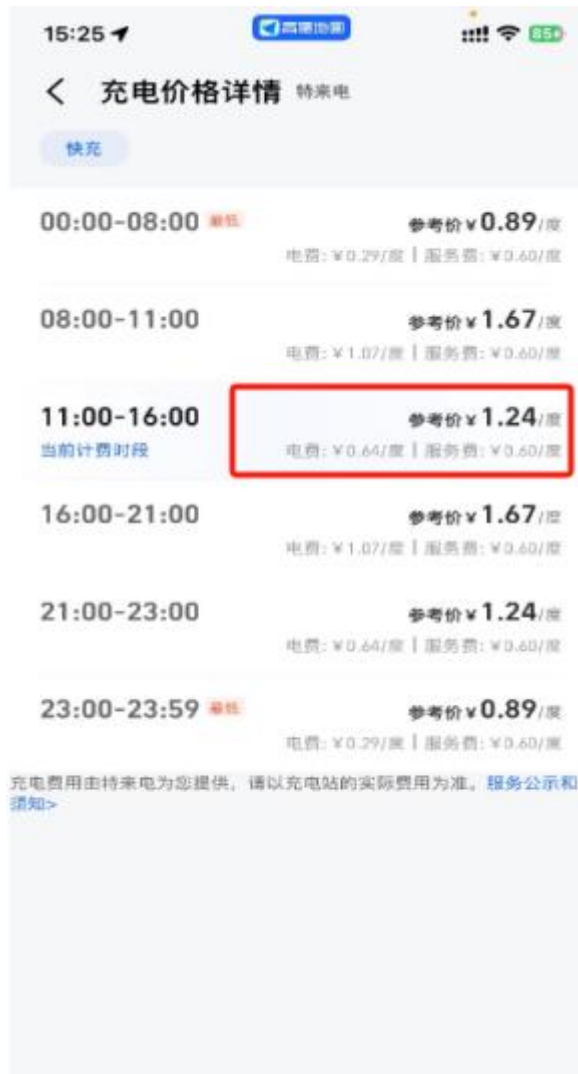 15:25
高德地图
85
充电价格详情 特来电
快充
00:00-08:00 最低 参考价¥0.89/度
电费:¥0.29/度 | 服务费:¥0.60/度
08:00-11:00 参考价¥1.67/度
电费:¥1.07/度 | 服务费:¥0.60/度
11:00-16:00 参考价¥1.24/度
当前计费时段 电费:¥0.64/度 | 服务费:¥0.60/度
16:00-21:00 参考价¥1.67/度
电费:¥1.07/度 | 服务费:¥0.60/度
21:00-23:00 参考价¥1.24/度
电费:¥0.64/度 | 服务费:¥0.60/度
23:00-23:59 最低 参考价¥0.89/度
电费:¥0.29/度 | 服务费:¥0.60/度
充电费用由特来电为您提供，请以充电站的实际费用为准。服务公示和
须知>